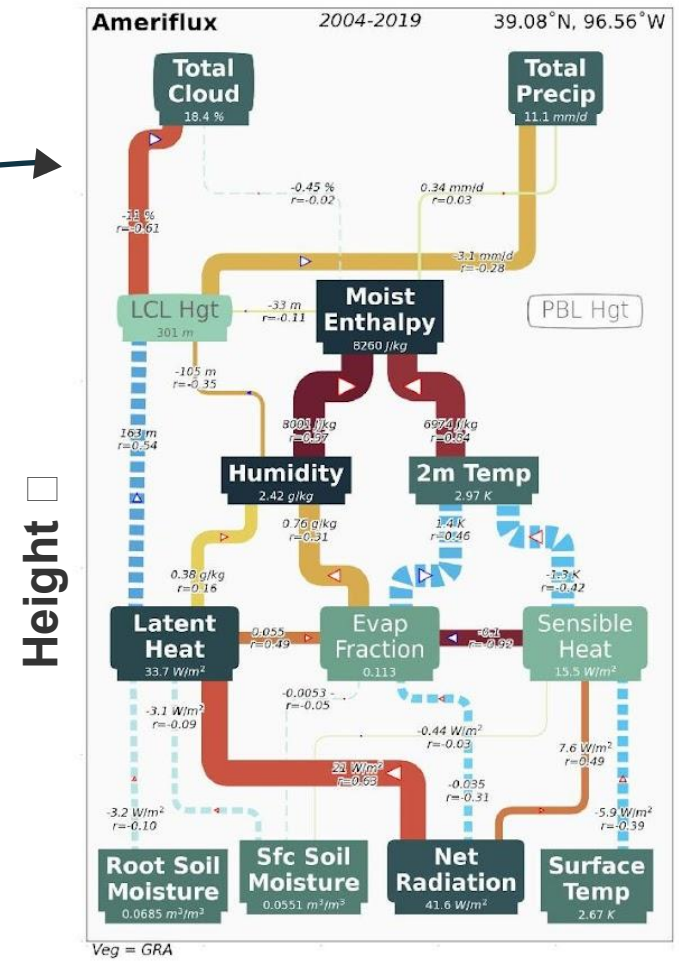 Ameriflux 2004-2019 39.08°N, 96.56°W
Total
Cloud
18.4 %
Total
Precip
11.1 mm/d
-0.45 %
r=-0.02
0.34 mm/d
r=0.03
-11 %
r=-0.61
-3.1 mm/d
r=-0.28
LCL Hgt
301 m
-33 m
r=-0.11
Moist
Enthalpy
8260 J/kg
PBL Hgt
-105 m
r=-0.35
163 m
r=0.54
8001 J/kg
r=0.97
6974 J/kg
r=0.84
Humidity
2.42 g/kg
2m Temp
2.97 K
0.76 g/kg
r=0.31
1.4 K
r=0.46
0.38 g/kg
r=0.16
-1.3 K
r=-0.42
Height
Latent
Heat
33.7 W/m²
0.055
r=0.49
Evap
Fraction
0.113
-0.1
r=-0.92
Sensible
Heat
15.5 W/m²
-3.1 W/m²
r=-0.09
-0.0053
r=-0.05
-0.44 W/m²
r=-0.03
7.6 W/m²
r=0.49
21 W/m²
r=0.63
-0.035
r=-0.31
-3.2 W/m²
r=-0.10
-5.9 W/m²
r=-0.39
Root Soil
Moisture
0.0685 m³/m³
Sfc Soil
Moisture
0.0551 m³/m³
Net
Radiation
41.6 W/m²
Surface
Temp
2.67 K
Veg = GRA